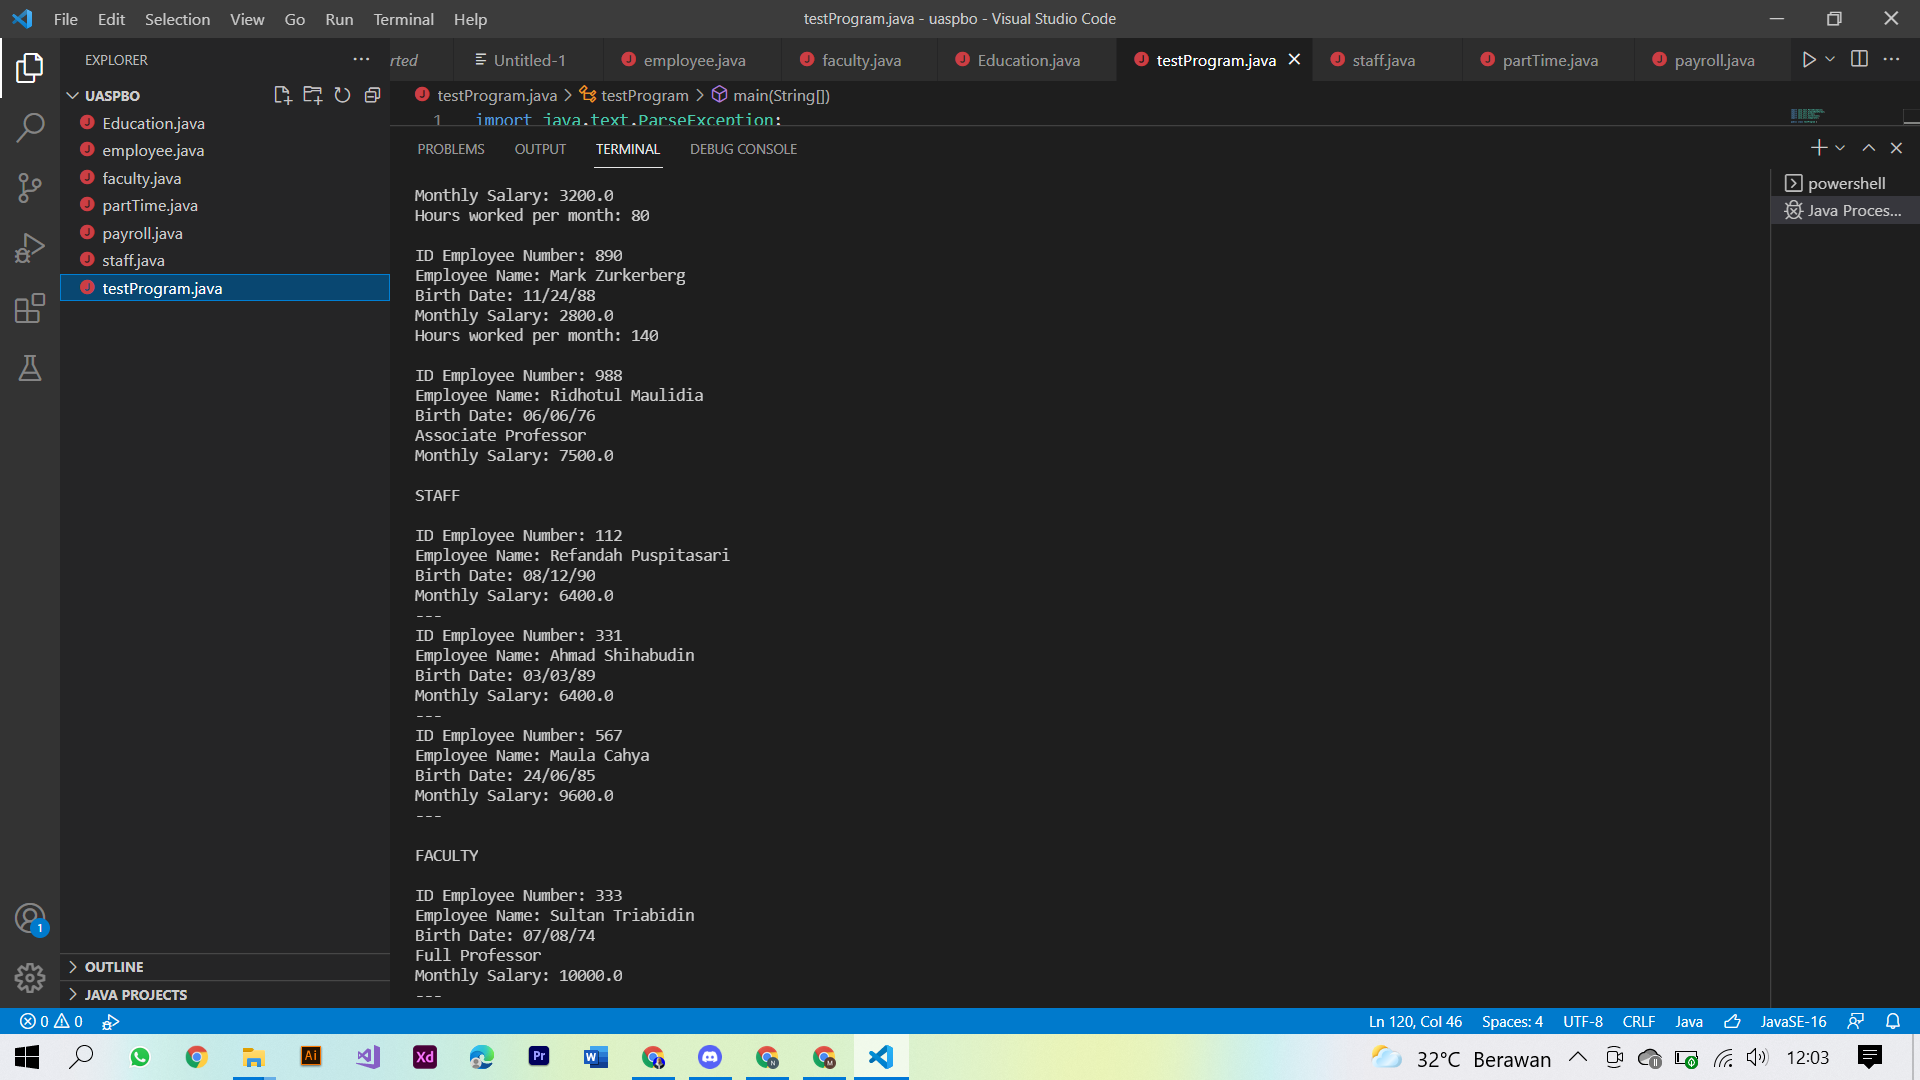 File Edit Selection View Go Run Terminal Help
testProgram.java - uaspbo - Visual Studio Code
EXPLORER
rted
Untitled-1
employee.java
faculty.java
Education.java
testProgram.java
staff.java
partTime.java
payroll.java
UASPBO
Education.java
employee.java
faculty.java
partTime.java
payroll.java
staff.java
testProgram.java
testProgram.java > testProgram > main(String[])
1 import java.text.ParseException;
PROBLEMS OUTPUT TERMINAL DEBUG CONSOLE
powershell
Java Proces...
Monthly Salary: 3200.0
Hours worked per month: 80
ID Employee Number: 890
Employee Name: Mark Zurkerberg
Birth Date: 11/24/88
Monthly Salary: 2800.0
Hours worked per month: 140
ID Employee Number: 988
Employee Name: Ridhotul Maulidia
Birth Date: 06/06/76
Associate Professor
Monthly Salary: 7500.0
STAFF
ID Employee Number: 112
Employee Name: Refandah Puspitasari
Birth Date: 08/12/90
Monthly Salary: 6400.0
---
ID Employee Number: 331
Employee Name: Ahmad Shihabudin
Birth Date: 03/03/89
Monthly Salary: 6400.0
---
ID Employee Number: 567
Employee Name: Maula Cahya
Birth Date: 24/06/85
Monthly Salary: 9600.0
---
FACULTY
ID Employee Number: 333
Employee Name: Sultan Triabidin
Birth Date: 07/08/74
Full Professor
Monthly Salary: 10000.0
---
1
OUTLINE
JAVA PROJECTS
0 0
Ln 120, Col 46 Spaces: 4 UTF-8 CRLF Java JavaSE-16
Ai Xd Pr W
32°C Berawan
12:03